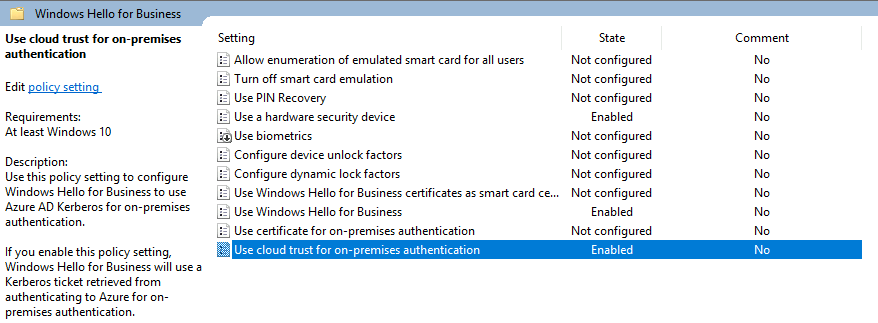 Windows Hello for Business
Use cloud trust for on-premises
authentication
Edit policy setting
Requirements:
At least Windows 10
Description:
Use this policy setting to configure
Windows Hello for Business to use
Azure AD Kerberos for on-premises
authentication.
If you enable this policy setting,
Windows Hello for Business will use a
Kerberos ticket retrieved from
authenticating to Azure for on-
premises authentication.
Setting State Comment
Allow enumeration of emulated smart card for all users Not configured No
Turn off smart card emulation Not configured No
Use PIN Recovery Not configured No
Use a hardware security device Enabled No
Use biometrics Not configured No
Configure device unlock factors Not configured No
Configure dynamic lock factors Not configured No
Use Windows Hello for Business certificates as smart card ce... Not configured No
Use Windows Hello for Business Enabled No
Use certificate for on-premises authentication Not configured No
Use cloud trust for on-premises authentication Enabled No